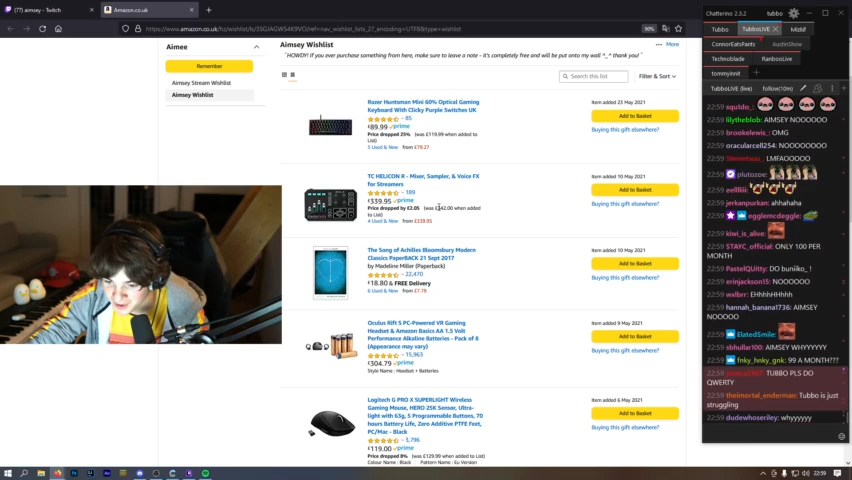 (77) aimsey - Twitch
Amazon.co.uk
https://www.amazon.co.uk/hz/wishlist/b/3SGJAGW54K9VO/ref=nav_wishlist_lists_2?_encoding=UTF8&type=wishlist
90%
Aimee
Remember
Aimsey Stream Wishlist
Aimsey Wishlist
Aimsey Wishlist
More
" HOWDY! If you ever purchase something from here, make sure to leave a note - it's completely free and will be put onto my wall ^_^ thank you! "
Search this list
Filter & Sort
Razer Huntsman Mini 60% Optical Gaming
Keyboard With Clicky Purple Switches UK
85
£89.99 prime
Price dropped 25% (was £119.99 when added to
List)
5 Used & New from £78.27
Item added 23 May 2021
Add to Basket
Buying this gift elsewhere?
TC HELICON R - Mixer, Sampler, & Voice FX
for Streamers
189
£339.95 prime
Price dropped by £2.05 (was £342.00 when added
to List)
4 Used & New from £339.95
Item added 10 May 2021
Add to Basket
Buying this gift elsewhere?
The Song of Achilles Bloomsbury Modern
Classics PaperBACK 21 Sept 2017
by Madeline Miller (Paperback)
22,470
£18.80 & FREE Delivery
6 Used & New from £7.79
Item added 10 May 2021
Add to Basket
Buying this gift elsewhere?
Oculus Rift S PC-Powered VR Gaming
Headset & Amazon Basics AA 1.5 Volt
Performance Alkaline Batteries - Pack of 8
(Appearance may vary)
15,963
£304.79 prime
Style Name : Headset + Batteries
Item added 9 May 2021
Add to Basket
Buying this gift elsewhere?
Logitech G PRO X SUPERLIGHT Wireless
Gaming Mouse, HERO 25K Sensor, Ultra-
light with 63g, 5 Programmable Buttons, 70
hours Battery Life, Zero Additive PTFE Feet,
PC/Mac - Black
3,796
£119.00 prime
Price dropped 8% (was £129.99 when added to List)
Colour Name : Black Pattern Name : Eu Version
Item added 6 May 2021
Add to Basket
Buying this gift elsewhere?
Chatterino 2.3.2
tubbo
Tubbo
TubboLIVE
Mizkif
ConnorEatsPants
AustinShow
Technoblade
RanbooLive
tommyinnit
TubboLIVE (live)
follow(10m)
22:59 squ1do_:
22:59 lilytheblob: AIMSEY NOOOOOO
22:59 brookelewis_: OMG
22:59 oracularcell254: NOOOOOOO
22:59 LMFAOOOOO
22:59 plutozoe:
22:59 eellfiii:
22:59 jerkanpurkan: ahhahaha
22:59 egglemcdeggle:
22:59 kiwi_is_alive:
22:59 STAYC_official: ONLY 100 PER
MONTH
22:59 PastelQUitty: DO buniiko_ !
22:59 erinjackson15: NOOOOO
22:59 wxlbrr: EHhhhHHhhh
22:59 hannah_banana1736: AIMSEY
NOOOOO
22:59 ElatedSmile:
22:59 sbhullar100: AIMSEY WHYYYYYY
22:59 fnky_hnky_gnk: 99 A MONTH???
22:59 TUBBO PLS DO
QWERTY
22:59 theimortal_enderman: Tubbo is just
struggling
22:59 dudewhoseriley: whyyyyyy
22:59